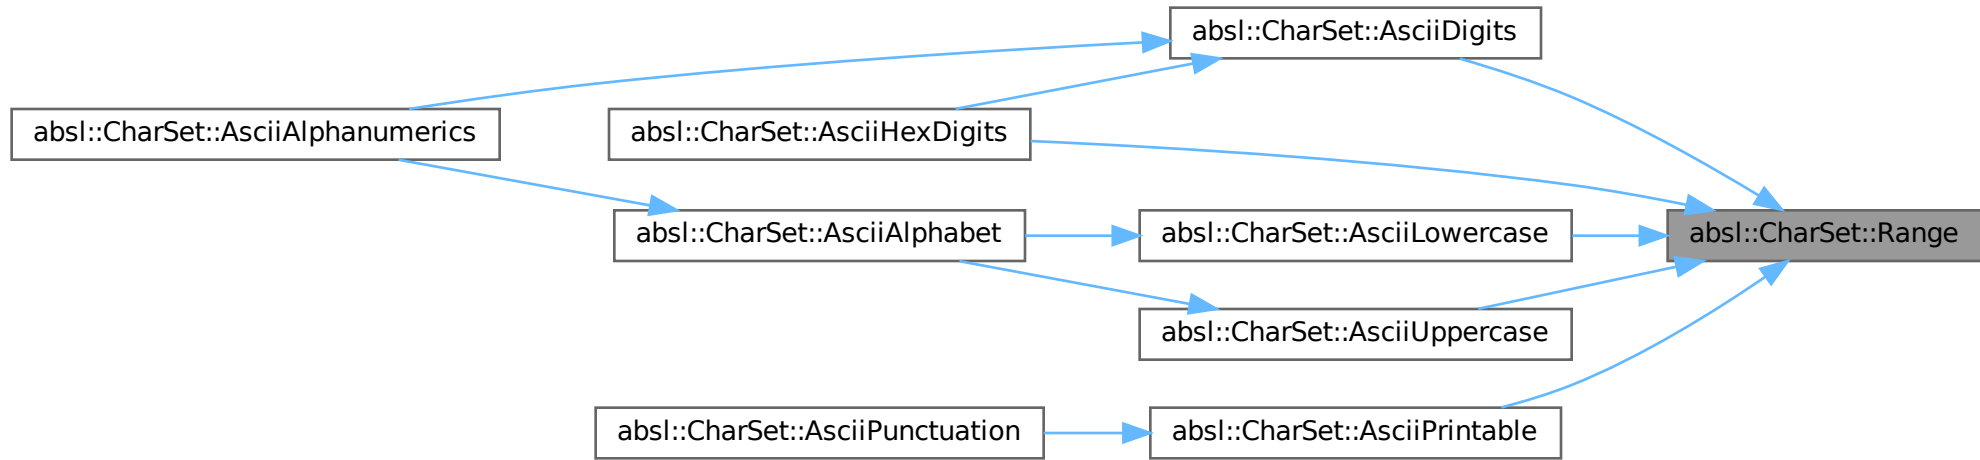 absl::CharSet::AsciiDigits
absl::CharSet::AsciiAlphanumerics
absl::CharSet::AsciiHexDigits
absl::CharSet::AsciiAlphabet
absl::CharSet::AsciiLowercase
absl::CharSet::Range
absl::CharSet::AsciiUppercase
absl::CharSet::AsciiPunctuation
absl::CharSet::AsciiPrintable